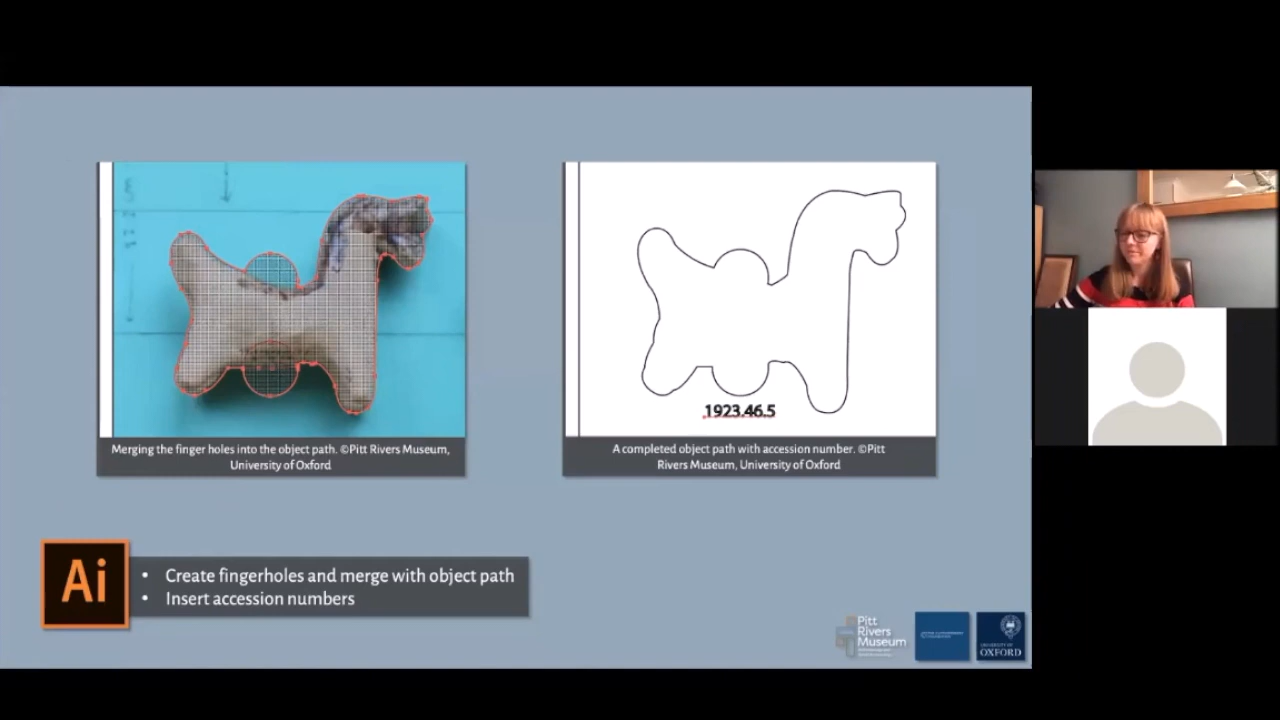 Merging the finger holes into the object path. ©Pitt Rivers Museum,
University of Oxford
1923.46.5
A completed object path with accession number. ©Pitt
Rivers Museum, University of Oxford
Ai
• Create fingerholes and merge with object path
• Insert accession numbers
Pitt
Rivers
Museum
UNIVERSITY OF
OXFORD